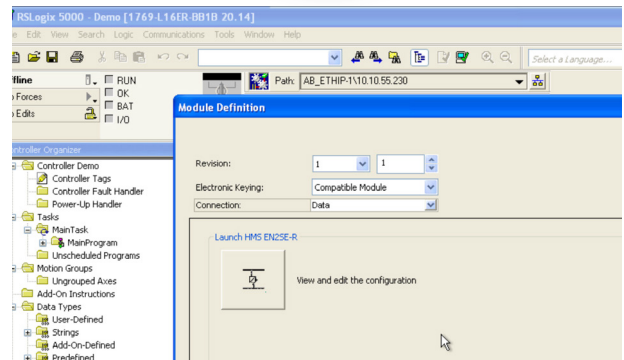 RSLogix 5000 - Demo [1769-L16ER-BB1B 20.14]
e Edit View Search Logic Communications Tools Window Help
Select a Language...
ffline
RUN
Path: AB_ETHIP-1\10.10.55.230
Forces
OK
Edits
BAT
I/O
Module Definition
ontroller Organizer
Controller Demo
Controller Tags
Controller Fault Handler
Power-Up Handler
Tasks
MainTask
MainProgram
Unscheduled Programs
Motion Groups
Ungrouped Axes
Add-On Instructions
Data Types
User-Defined
Strings
Add-On-Defined
Predefined
Revision: 1 1
Electronic Keying: Compatible Module
Connection: Data
Launch HMS EN2SE-R
View and edit the configuration